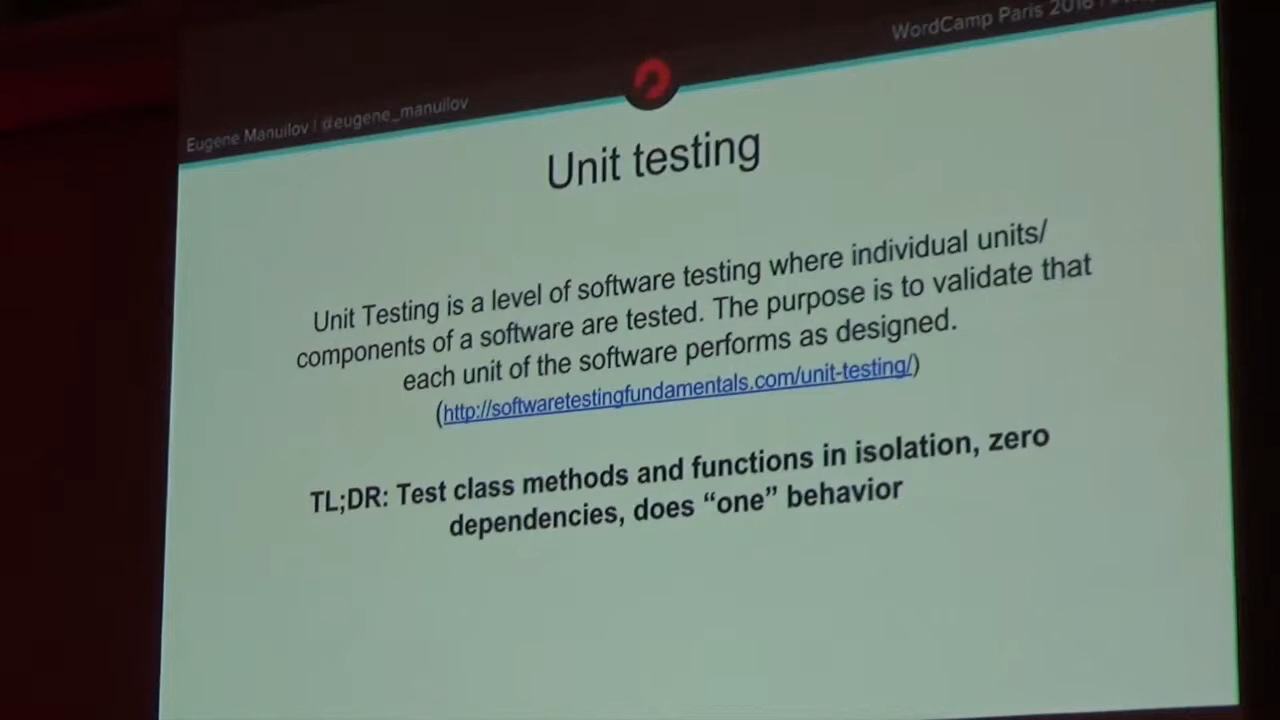 WordCamp Paris
Eugene Manuilov | @eugene_manuilov
Unit testing
Unit Testing is a level of software testing where individual units/
components of a software are tested. The purpose is to validate that
each unit of the software performs as designed.
(http://softwaretestingfundamentals.com/unit-testing/)
TL;DR: Test class methods and functions in isolation, zero
dependencies, does “one” behavior